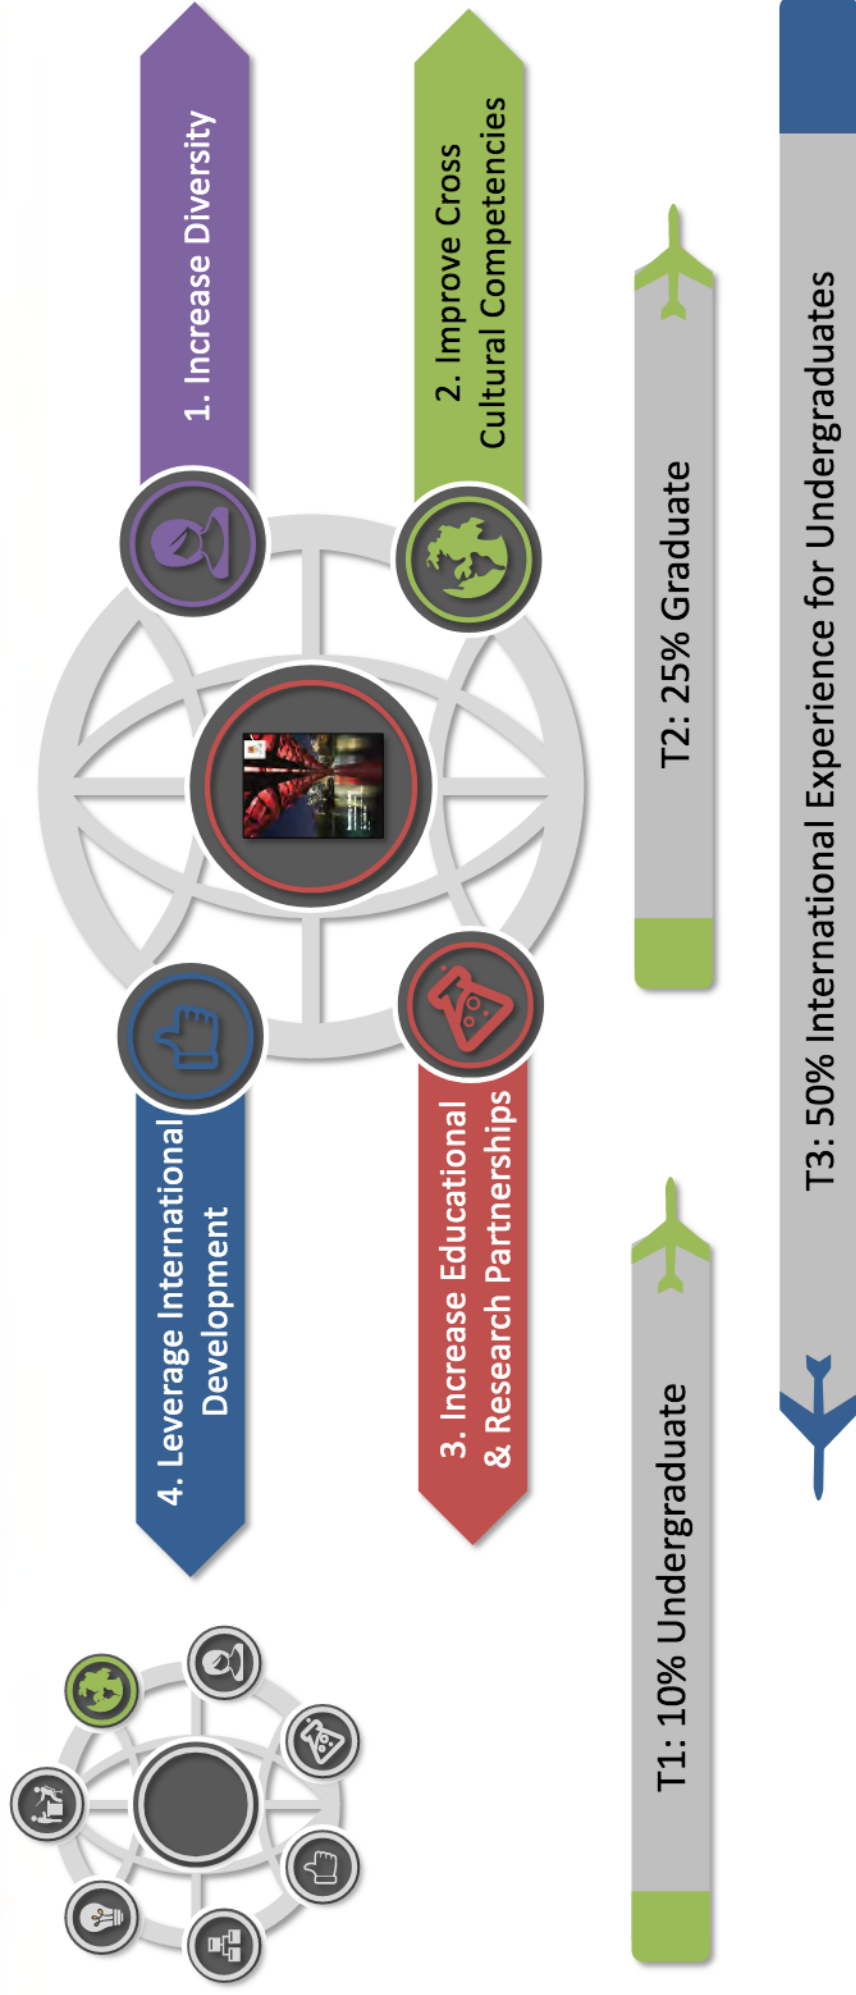 4. Leverage International
Development
1. Increase Diversity
3. Increase Educational
& Research Partnerships
2. Improve Cross
Cultural Competencies
T1: 10% Undergraduate
T2: 25% Graduate
T3: 50% International Experience for Undergraduates